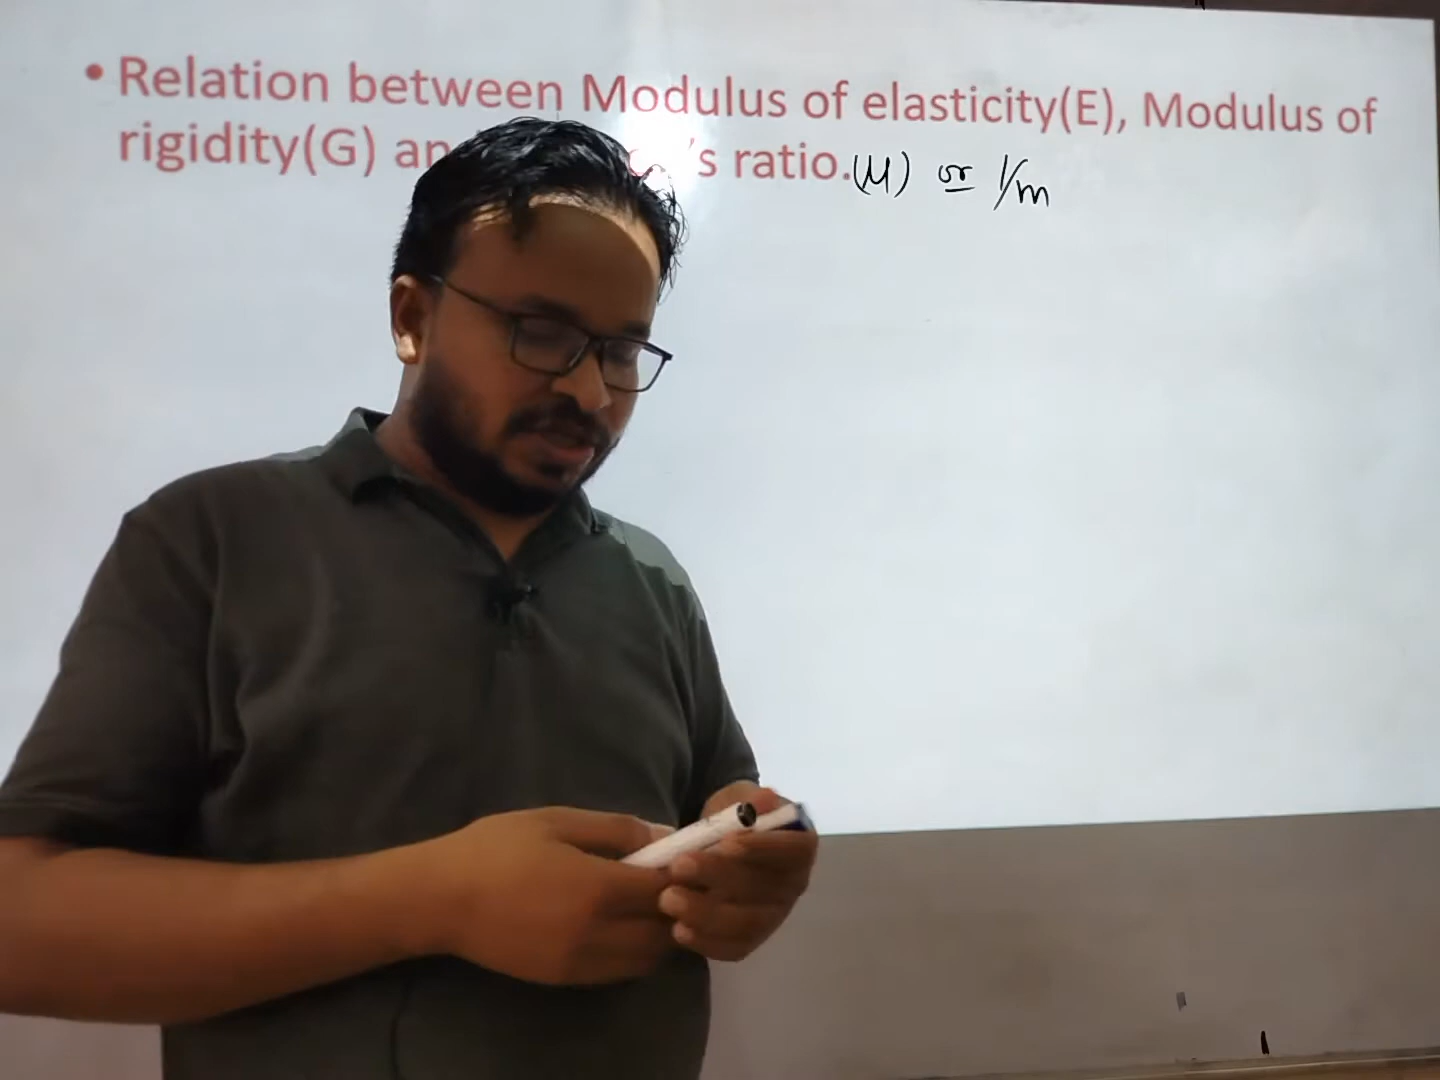 • Relation between Modulus of elasticity(E), Modulus of
rigidity(G) an 's ratio.(μ) or 1/m